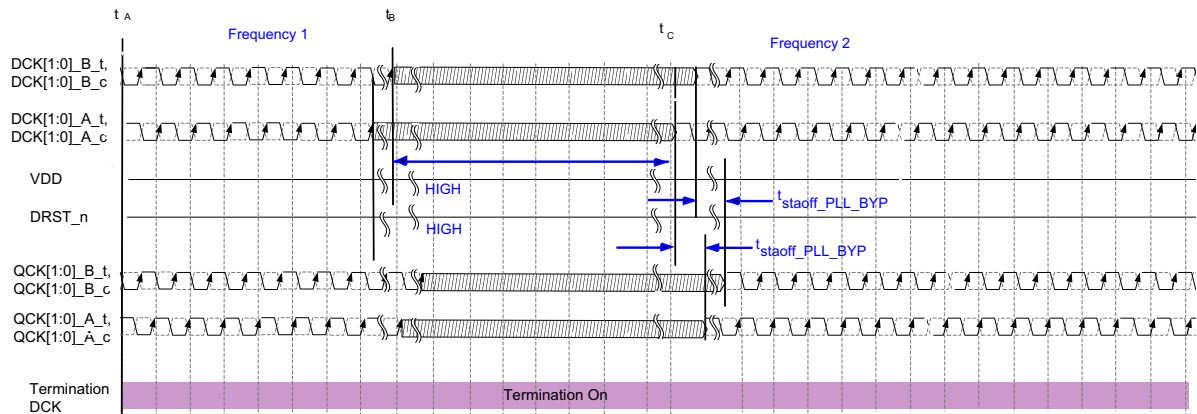 t A
tB
t C
Frequency 1
Frequency 2
DCK[1:0]_B_t,
DCK[1:0]_B_c
DCK[1:0]_A_t,
DCK[1:0]_A_c
VDD
HIGH
tstaoff_PLL_BYP
DRST_n
HIGH
tstaoff_PLL_BYP
QCK[1:0]_B_t,
QCK[1:0]_B_c
QCK[1:0]_A_t,
QCK[1:0]_A_c
Termination
DCK
Termination On